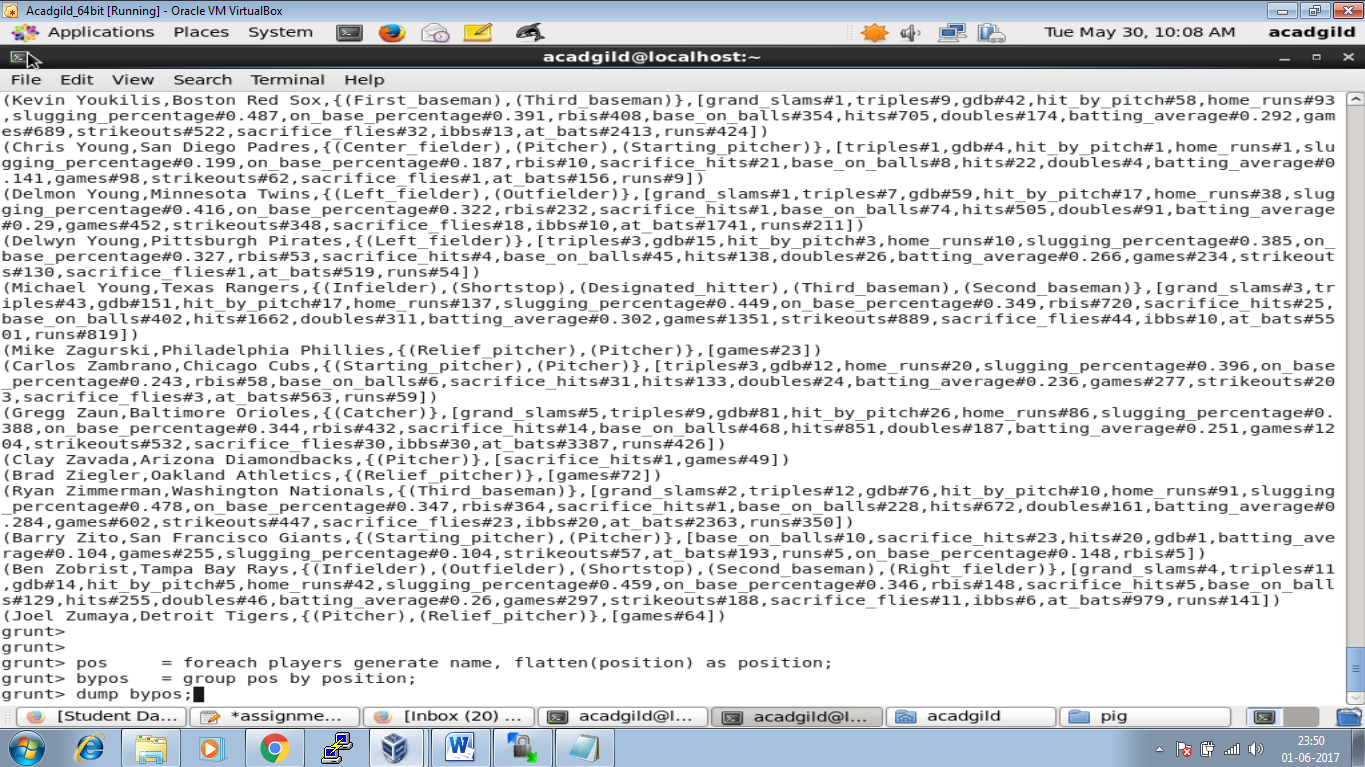 Acadgild_64bit [Running] - Oracle VM VirtualBox
Applications Places System Tue May 30, 10:08 AM acadgild
acadgild@localhost:~
File Edit View Search Terminal Help
(Kevin Youkilis,Boston Red Sox,{(First_baseman),(Third_baseman)},[grand_slams#1,triples#9,gdb#42,hit_by_pitch#58,home_runs#93
,slugging_percentage#0.487,on_base_percentage#0.391,rbis#408,base_on_balls#354,hits#705,doubles#174,batting_average#0.292,gam
es#689,strikeouts#522,sacrifice_flies#32,ibbs#13,at_bats#2413,runs#424])
(Chris Young,San Diego Padres,{(Center_fielder),(Pitcher),(Starting_pitcher)},[triples#1,gdb#4,hit_by_pitch#1,home_runs#1,slu
gging_percentage#0.199,on_base_percentage#0.187,rbis#10,sacrifice_hits#21,base_on_balls#8,hits#22,doubles#4,batting_average#0
.141,games#98,strikeouts#62,sacrifice_flies#1,at_bats#156,runs#9])
(Delmon Young,Minnesota Twins,{(Left_fielder),(Outfielder)},[grand_slams#1,triples#7,gdb#59,hit_by_pitch#17,home_runs#38,slug
ging_percentage#0.416,on_base_percentage#0.322,rbis#232,sacrifice_hits#1,base_on_balls#74,hits#505,doubles#91,batting_average
#0.29,games#452,strikeouts#348,sacrifice_flies#18,ibbs#10,at_bats#1741,runs#211])
(Delwyn Young,Pittsburgh Pirates,{(Left_fielder)},[triples#3,gdb#15,hit_by_pitch#3,home_runs#10,slugging_percentage#0.385,on_
base_percentage#0.327,rbis#53,sacrifice_hits#4,base_on_balls#45,hits#138,doubles#26,batting_average#0.266,games#234,strikeout
s#130,sacrifice_flies#1,at_bats#519,runs#54])
(Michael Young,Texas Rangers,{(Infielder),(Shortstop),(Designated_hitter),(Third_baseman),(Second_baseman)},[grand_slams#3,tr
iples#43,gdb#151,hit_by_pitch#17,home_runs#137,slugging_percentage#0.449,on_base_percentage#0.349,rbis#720,sacrifice_hits#25,
base_on_balls#402,hits#1662,doubles#311,batting_average#0.302,games#1351,strikeouts#889,sacrifice_flies#44,ibbs#10,at_bats#55
01,runs#819])
(Mike Zagurski,Philadelphia Phillies,{(Relief_pitcher),(Pitcher)},[games#23])
(Carlos Zambrano,Chicago Cubs,{(Starting_pitcher),(Pitcher)},[triples#3,gdb#12,home_runs#20,slugging_percentage#0.396,on_base
_percentage#0.243,rbis#58,base_on_balls#6,sacrifice_hits#31,hits#133,doubles#24,batting_average#0.236,games#277,strikeouts#20
3,sacrifice_flies#3,at_bats#563,runs#59])
(Gregg Zaun,Baltimore Orioles,{(Catcher)},[grand_slams#5,triples#9,gdb#81,hit_by_pitch#26,home_runs#86,slugging_percentage#0.
388,on_base_percentage#0.344,rbis#432,sacrifice_hits#14,base_on_balls#468,hits#851,doubles#187,batting_average#0.251,games#12
04,strikeouts#532,sacrifice_flies#30,ibbs#30,at_bats#3387,runs#426])
(Clay Zavada,Arizona Diamondbacks,{(Pitcher)},[sacrifice_hits#1,games#49])
(Brad Ziegler,Oakland Athletics,{(Relief_pitcher)},[games#72])
(Ryan Zimmerman,Washington Nationals,{(Third_baseman)},[grand_slams#2,triples#12,gdb#76,hit_by_pitch#10,home_runs#91,slugging
_percentage#0.478,on_base_percentage#0.347,rbis#364,sacrifice_hits#1,base_on_balls#228,hits#672,doubles#161,batting_average#0
.284,games#602,strikeouts#447,sacrifice_flies#23,ibbs#20,at_bats#2363,runs#350])
(Barry Zito,San Francisco Giants,{(Starting_pitcher),(Pitcher)},[base_on_balls#10,sacrifice_hits#23,hits#20,gdb#1,batting_ave
rage#0.104,games#255,slugging_percentage#0.104,strikeouts#57,at_bats#193,runs#5,on_base_percentage#0.148,rbis#5])
(Ben Zobrist,Tampa Bay Rays,{(Infielder),(Outfielder),(Shortstop),(Second_baseman),(Right_fielder)},[grand_slams#4,triples#11
,gdb#14,hit_by_pitch#5,home_runs#42,slugging_percentage#0.459,on_base_percentage#0.346,rbis#148,sacrifice_hits#5,base_on_ball
s#129,hits#255,doubles#46,batting_average#0.26,games#297,strikeouts#188,sacrifice_flies#11,ibbs#6,at_bats#979,runs#141])
(Joel Zumaya,Detroit Tigers,{(Pitcher),(Relief_pitcher)},[games#64])
grunt>
grunt>
grunt> pos     = foreach players generate name, flatten(position) as position;
grunt> bypos   = group pos by position;
grunt> dump bypos;
[Student Da... *assignme... [Inbox (20) ... acadgild@l... acadgild@l... acadgild pig
23:50
01-06-2017